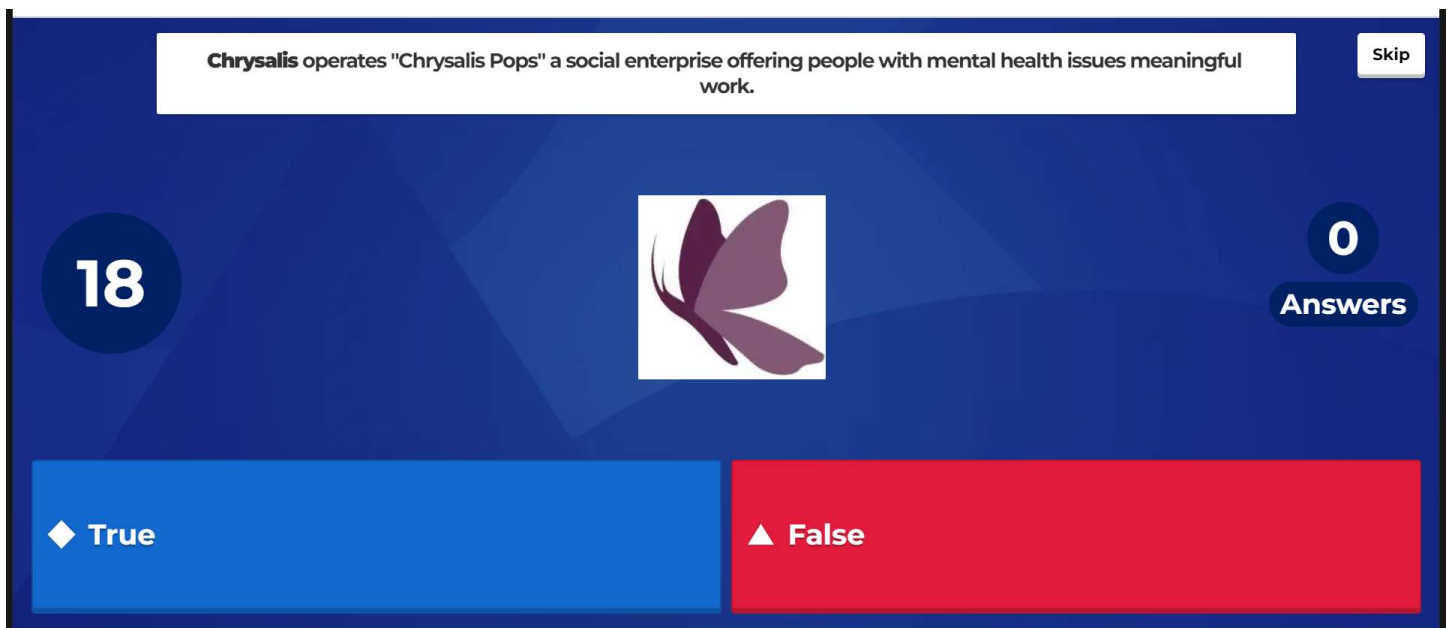 Chrysalis operates "Chrysalis Pops" a social enterprise offering people with mental health issues meaningful
work.
Skip
18
0
Answers
True
False